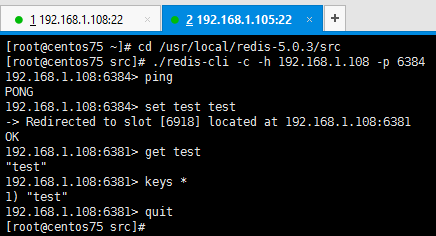 1 192.168.1.108:22 × 2 192.168.1.105:22 × +
[root@centos75 ~]# cd /usr/local/redis-5.0.3/src
[root@centos75 src]# ./redis-cli -c -h 192.168.1.108 -p 6384
192.168.1.108:6384> ping
PONG
192.168.1.108:6384> set test test
-> Redirected to slot [6918] located at 192.168.1.108:6381
OK
192.168.1.108:6381> get test
"test"
192.168.1.108:6381> keys *
1) "test"
192.168.1.108:6381> quit
[root@centos75 src]#